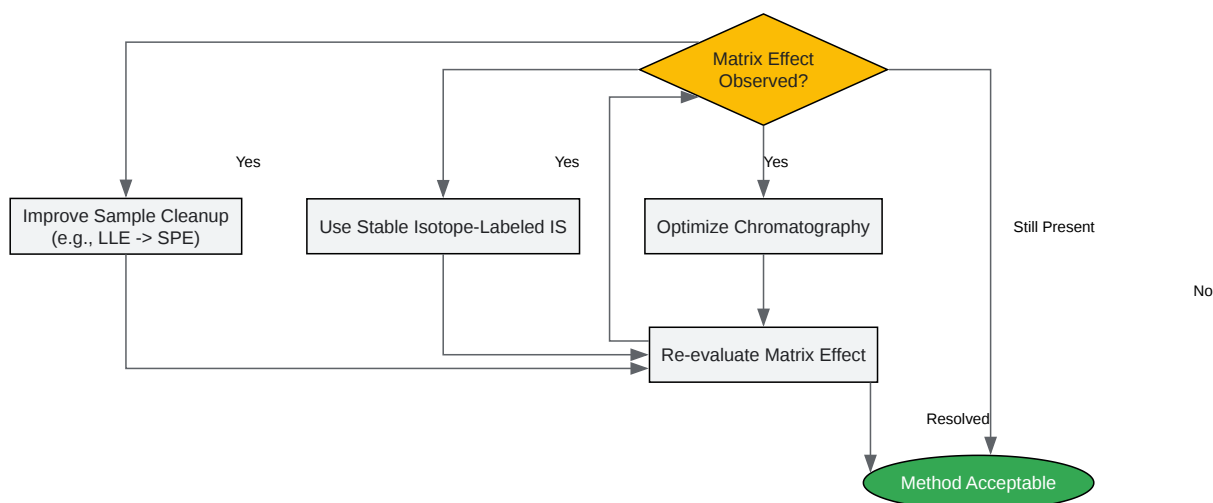 Matrix Effect
Observed?
Yes
Yes
Yes
Improve Sample Cleanup
(e.g., LLE -> SPE)
Use Stable Isotope-Labeled IS
Optimize Chromatography
Still Present
No
Re-evaluate Matrix Effect
Resolved
Method Acceptable